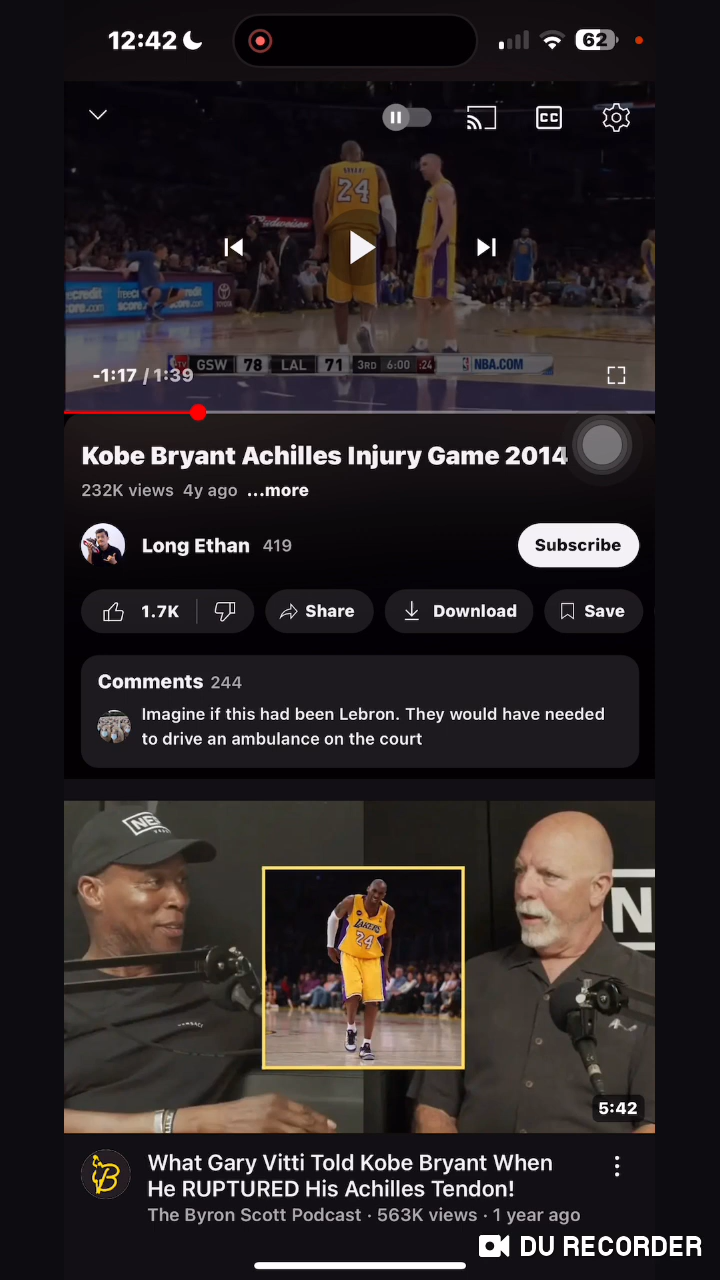 12:42
62
CC
24
Budweiser
GSW 78 LAL 71 3RD 6:00 :24 NBA.COM
-1:17 / 1:39
Kobe Bryant Achilles Injury Game 2014
232K views 4y ago ...more
Long Ethan 419
Subscribe
1.7K
Share
Download
Save
Comments 244
Imagine if this had been Lebron. They would have needed
to drive an ambulance on the court
LAKERS
24
5:42
What Gary Vitti Told Kobe Bryant When
He RUPTURED His Achilles Tendon!
The Byron Scott Podcast · 563K views · 1 year ago
DU RECORDER